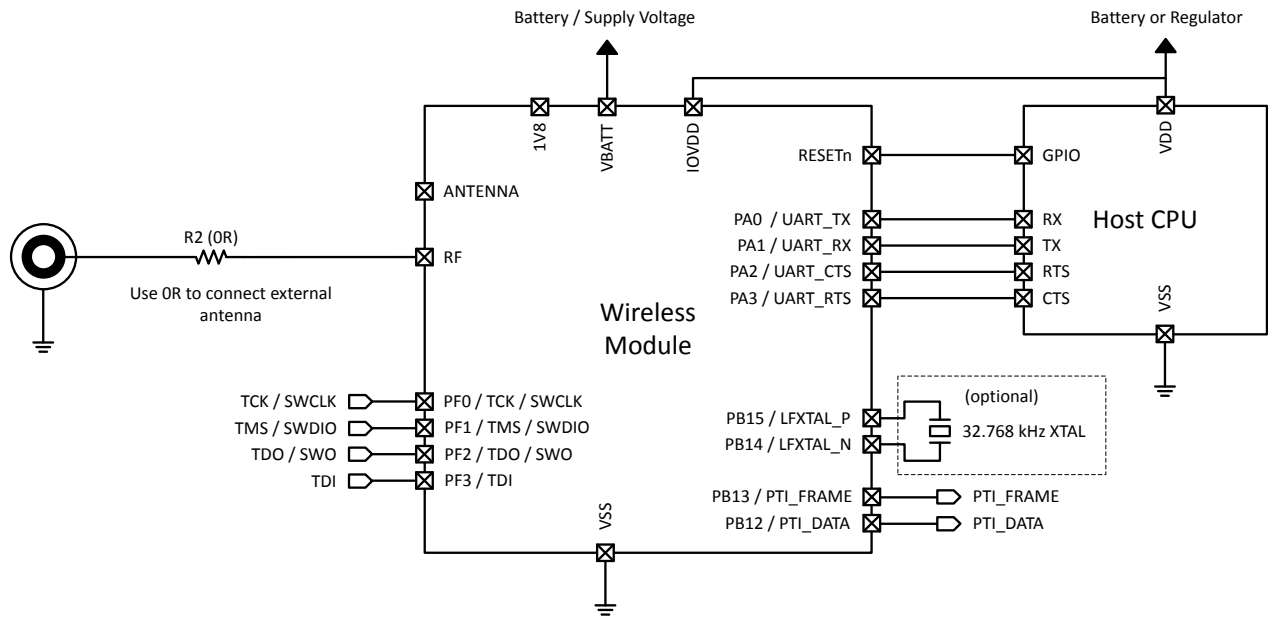 Battery / Supply Voltage
Battery or Regulator
1V8
VBATT
IOVDD
VDD
RESETn
GPIO
ANTENNA
Host CPU
PA0 / UART_TX
RX
PA1 / UART_RX
TX
PA2 / UART_CTS
RTS
PA3 / UART_RTS
CTS
VSS
R2 (0R)
RF
Use 0R to connect external
antenna
Wireless
Module
TCK / SWCLK
PF0 / TCK / SWCLK
TMS / SWDIO
PF1 / TMS / SWDIO
TDO / SWO
PF2 / TDO / SWO
TDI
PF3 / TDI
(optional)
PB15 / LFXTAL_P
32.768 kHz XTAL
PB14 / LFXTAL_N
PB13 / PTI_FRAME
PTI_FRAME
PB12 / PTI_DATA
PTI_DATA
VSS